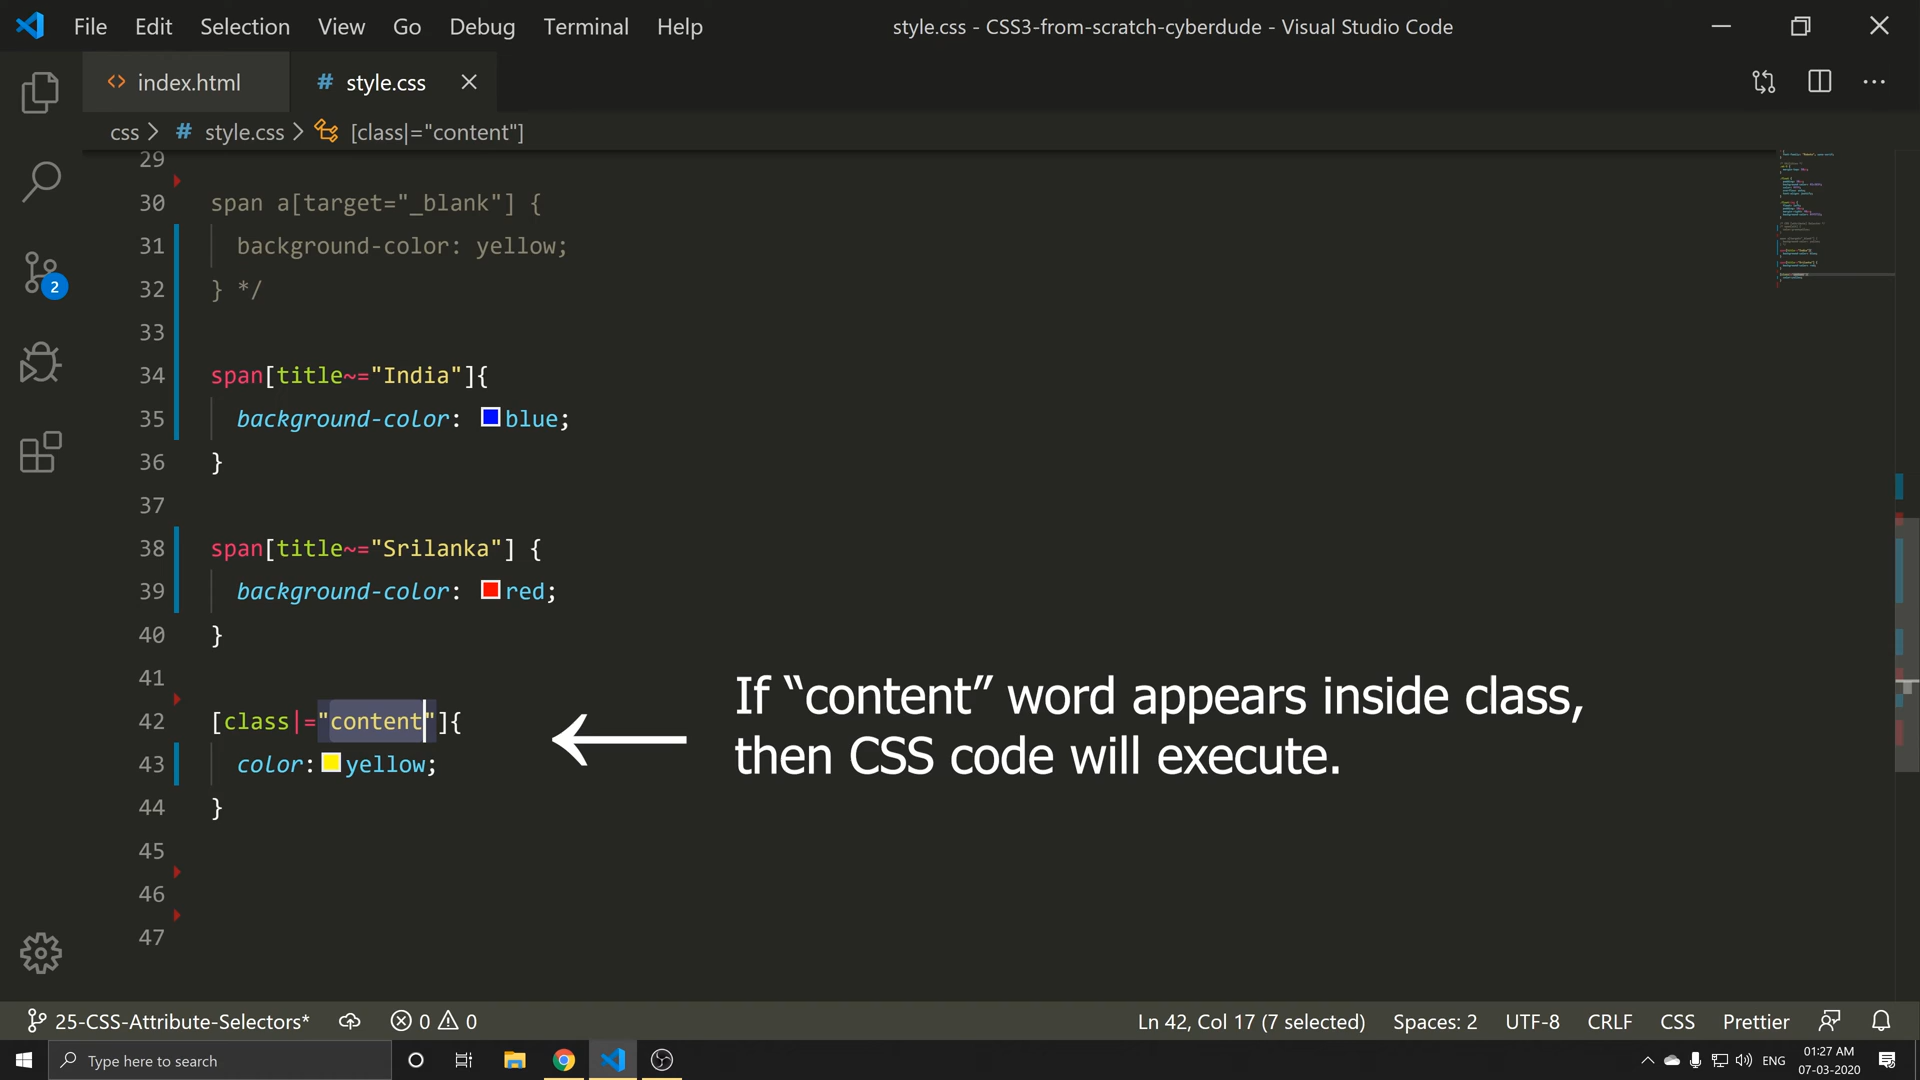 File Edit Selection View Go Debug Terminal Help
style.css - CSS3-from-scratch-cyberdude - Visual Studio Code
<> index.html
# style.css
css > # style.css > [class|="content"]
29
30 span a[target="_blank"] {
31 background-color: yellow;
32 } */
33
34 span[title~="India"]{
35 background-color: blue;
36 }
37
38 span[title~="Srilanka"] {
39 background-color: red;
40 }
41
42 [class|="content"]{
43 color: yellow;
44 }
45
46
47
If “content” word appears inside class,
then CSS code will execute.
2
25-CSS-Attribute-Selectors* 0 0
Ln 42, Col 17 (7 selected) Spaces: 2 UTF-8 CRLF CSS Prettier
Type here to search
ENG
01:27 AM
07-03-2020